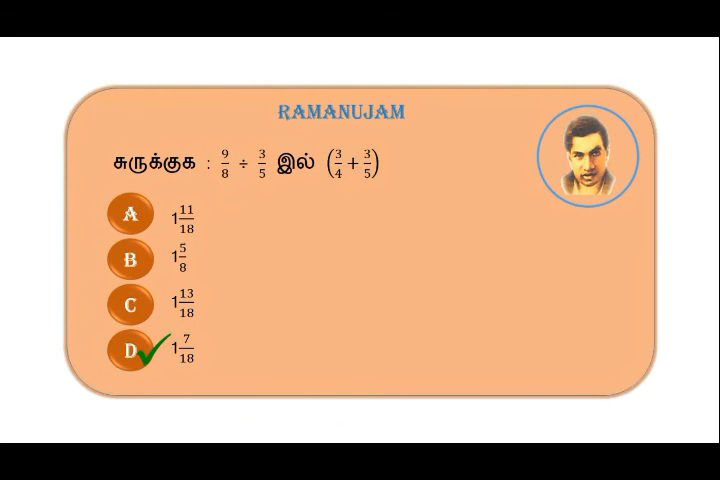 RAMANUJAM
சுருக்குக : 9/8 ÷ 3/5 இல் (3/4 + 3/5)
A 1 11/18
B 1 5/8
C 1 13/18
D 1 7/18